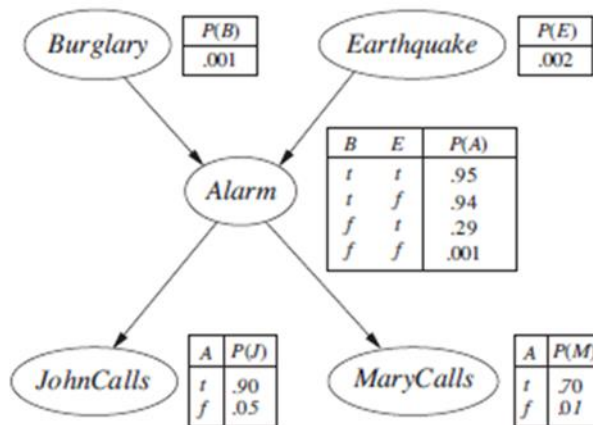 Burglary
P(B)
.001
Earthquake
P(E)
.002
B E P(A)
t t .95
t f .94
f t .29
f f .001
Alarm
JohnCalls
A P(J)
t .90
f .05
MaryCalls
A P(M)
t .70
f .01